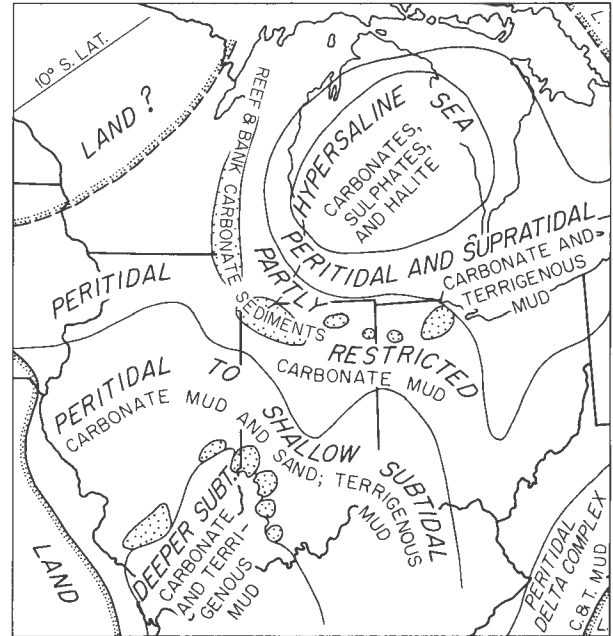 10° S. LAT.
LAND ?
L.
REEF & BANK CARBONATE SEDIMENTS
HYPERSALINE SEA
CARBONATES,
SULPHATES,
AND HALITE
PERITIDAL AND SUPRATIDAL
CARBONATE AND
TERRIGENOUS
MUD
PERITIDAL
PARTLY
RESTRICTED
CARBONATE MUD
PERITIDAL TO SHALLOW SUBTIDAL
CARBONATE MUD AND SAND; TERRIGENOUS
MUD
DEEPER SUBT.
CARBONATE
AND TERRI-
GENOUS
MUD
LAND
PERITIDAL
DELTA COMPLEX
C. & T. MUD
L.